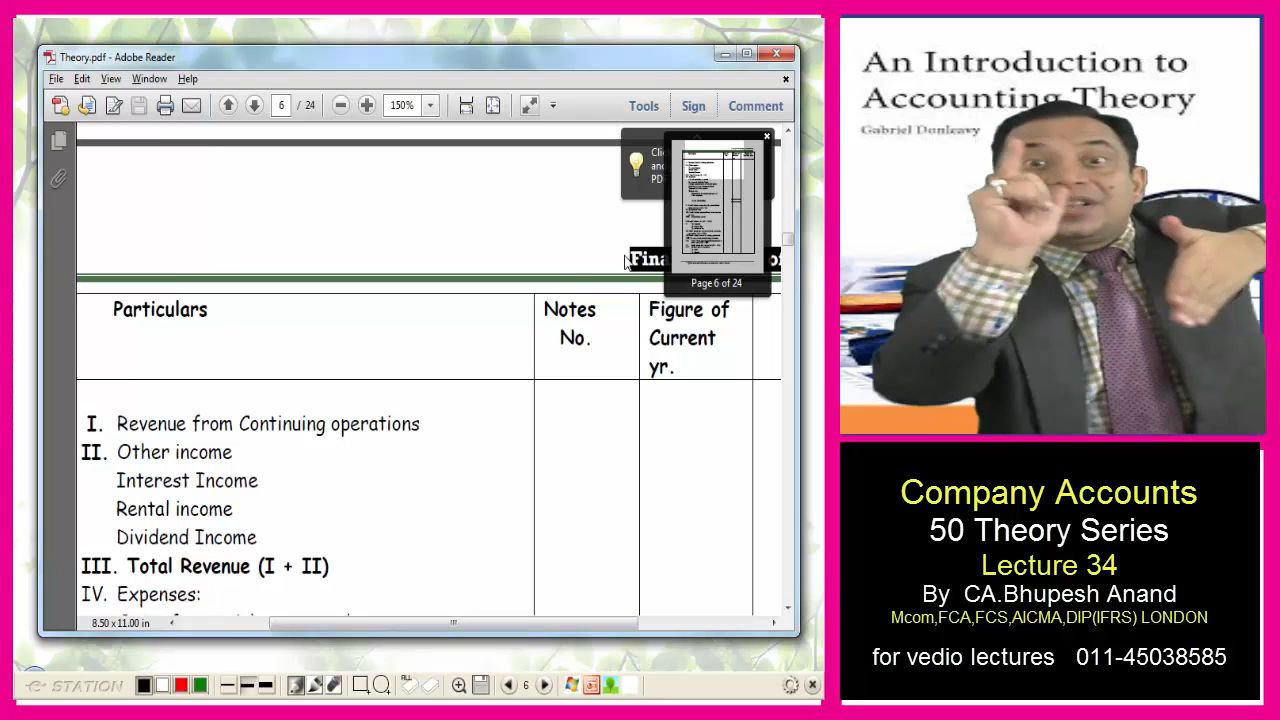 Theory.pdf - Adobe Reader
File Edit View Window Help
6 / 24 150% Tools Sign Comment
Page 6 of 24
Particulars
Notes No.
Figure of Current yr.
I. Revenue from Continuing operations
II. Other income
Interest Income
Rental income
Dividend Income
III. Total Revenue (I + II)
IV. Expenses:
8.50 x 11.00 in
e STATION
6
An Introduction to
Accounting Theory
Gabriel Donleavy
Company Accounts
50 Theory Series
Lecture 34
By CA.Bhupesh Anand
Mcom,FCA,FCS,AICMA,DIP(IFRS) LONDON
for vedio lectures 011-45038585